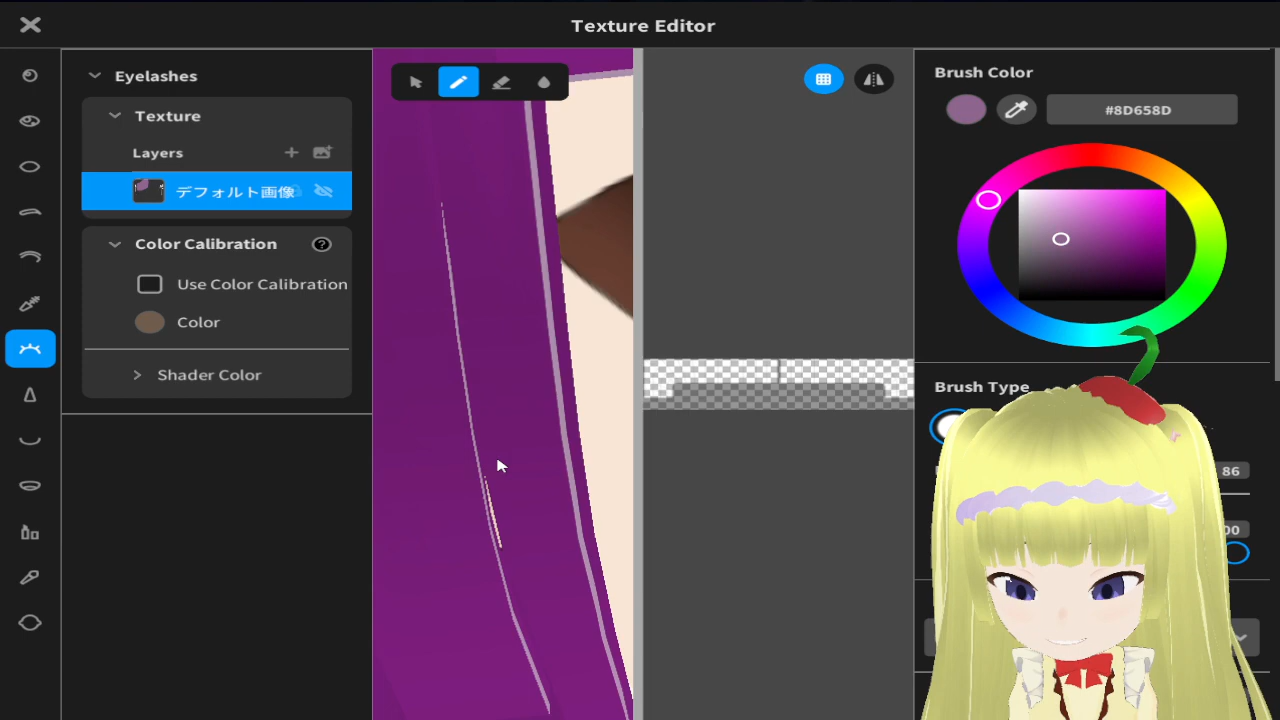 Texture Editor
Eyelashes
Texture
Layers
デフォルト画像
Color Calibration
Use Color Calibration
Color
Shader Color
Brush Color
#8D658D
Brush Type
86
00